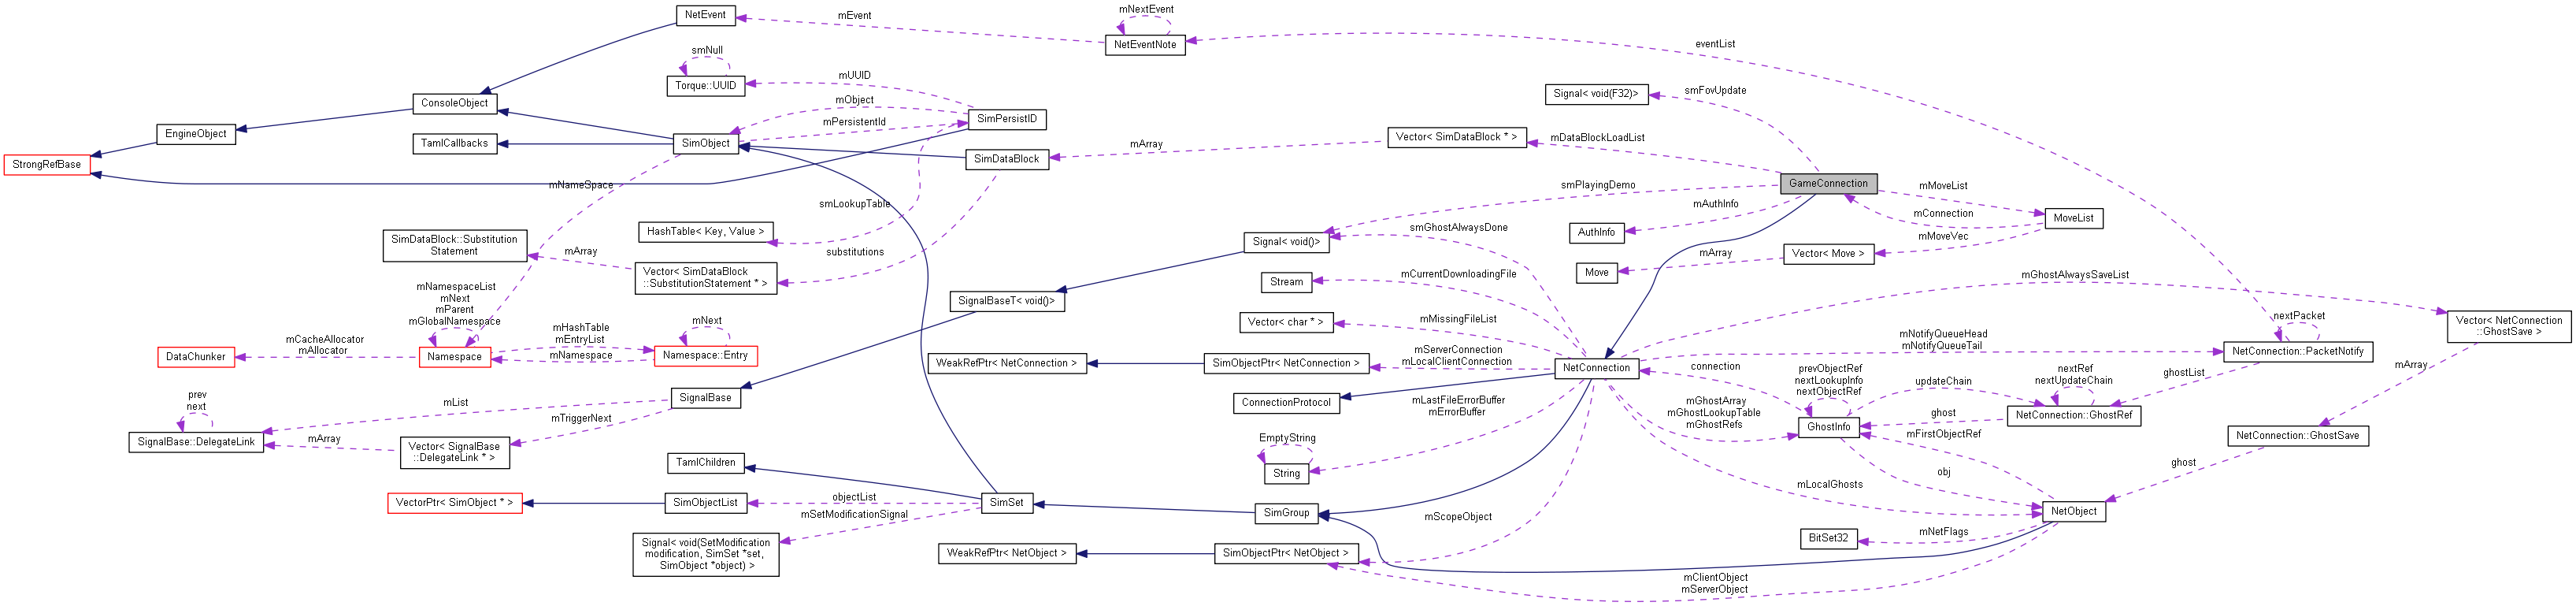 NetEvent
mEvent
mNextEvent
NetEventNote
eventList
smNull
Torque::UUID
mUUID
mObject
mPersistentId
SimPersistID
ConsoleObject
EngineObject
StrongRefBase
TamlCallbacks
SimObject
SimDataBlock
mArray
Vector< SimDataBlock * >
mDataBlockLoadList
Signal< void(F32)>
smFovUpdate
GameConnection
mMoveList
mConnection
MoveList
mMoveVec
Vector< Move >
mArray
Move
smPlayingDemo
mAuthInfo
AuthInfo
mNameSpace
smLookupTable
HashTable< Key, Value >
SimDataBlock::Substitution
Statement
mArray
Vector< SimDataBlock
::SubstitutionStatement * >
substitutions
Signal< void()>
smGhostAlwaysDone
Stream
mCurrentDownloadingFile
SignalBaseT< void()>
Vector< char * >
mMissingFileList
mGhostAlwaysSaveList
Vector< NetConnection
::GhostSave >
mNamespaceList
mNext
mParent
mGlobalNamespace
mCacheAllocator
mAllocator
DataChunker
Namespace
mHashTable
mEntryList
mNamespace
mNext
Namespace::Entry
WeakRefPtr< NetConnection >
SimObjectPtr< NetConnection >
mServerConnection
mLocalClientConnection
NetConnection
mNotifyQueueHead
mNotifyQueueTail
nextPacket
NetConnection::PacketNotify
connection
prevObjectRef
nextLookupInfo
nextObjectRef
updateChain
nextRef
nextUpdateChain
ghostList
mArray
SignalBase
ConnectionProtocol
mLastFileErrorBuffer
mErrorBuffer
mGhostArray
mGhostLookupTable
mGhostRefs
GhostInfo
ghost
NetConnection::GhostRef
NetConnection::GhostSave
prev
next
mList
mTriggerNext
SignalBase::DelegateLink
mArray
Vector< SignalBase
::DelegateLink * >
EmptyString
String
mFirstObjectRef
obj
ghost
TamlChildren
VectorPtr< SimObject * >
SimObjectList
objectList
SimSet
mSetModificationSignal
SimGroup
mLocalGhosts
mScopeObject
NetObject
Signal< void(SetModification
modification, SimSet *set,
SimObject *object) >
WeakRefPtr< NetObject >
SimObjectPtr< NetObject >
BitSet32
mNetFlags
mClientObject
mServerObject